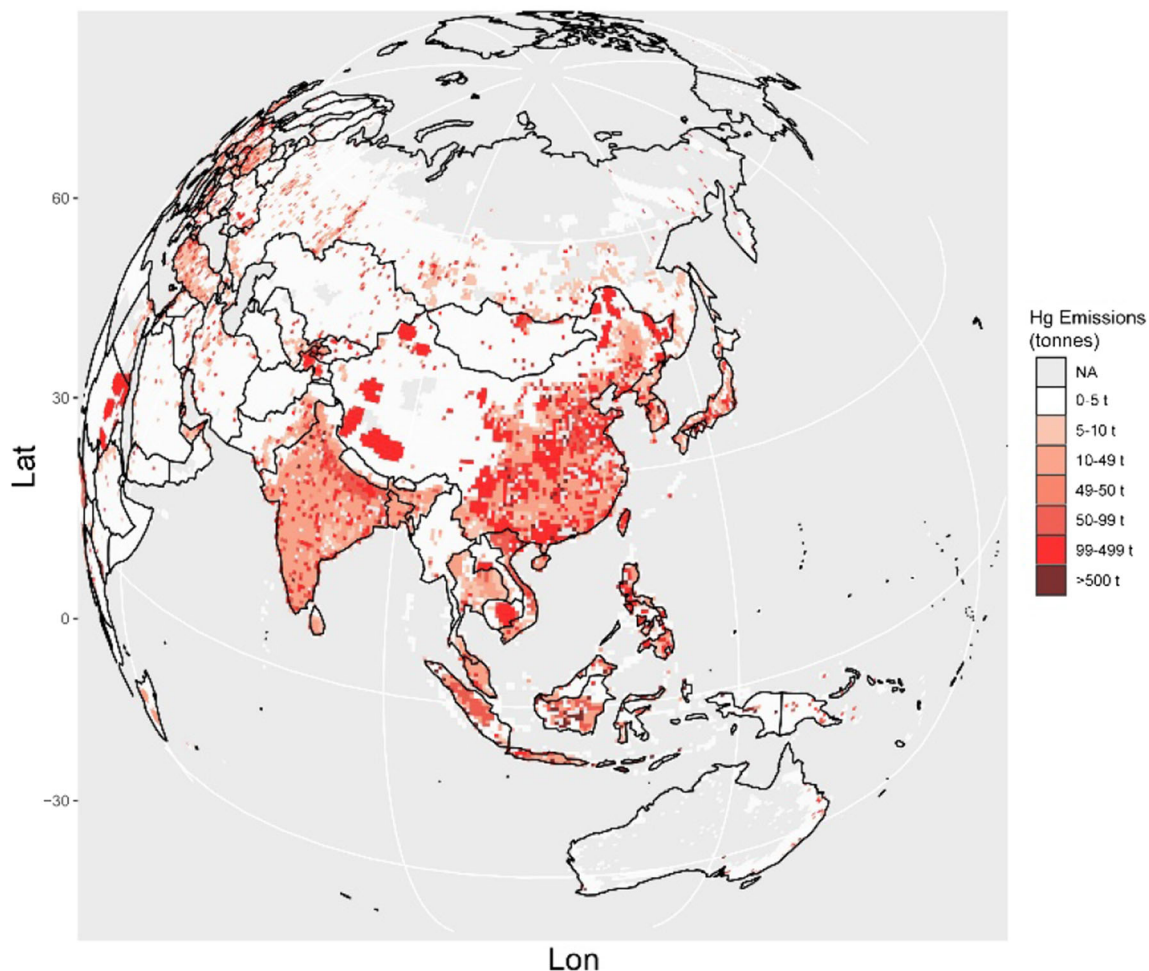 60
30
0
−30
Lat
Lon
Hg Emissions
(tonnes)
NA
0-5 t
5-10 t
10-49 t
49-50 t
50-99 t
99-499 t
>500 t